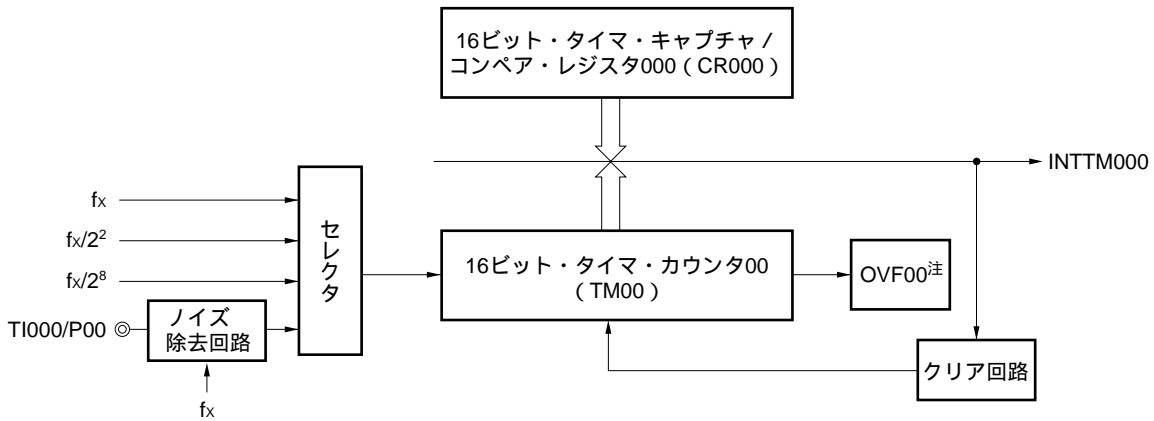 16ビット・タイマ・キャプチャ /
コンペア・レジスタ000（CR000）
INTTM000
fX
fX/2²
fX/2⁸
TI000/P00
ノイズ
除去回路
fX
セレクタ
16ビット・タイマ・カウンタ00
（TM00）
OVF00注
クリア回路